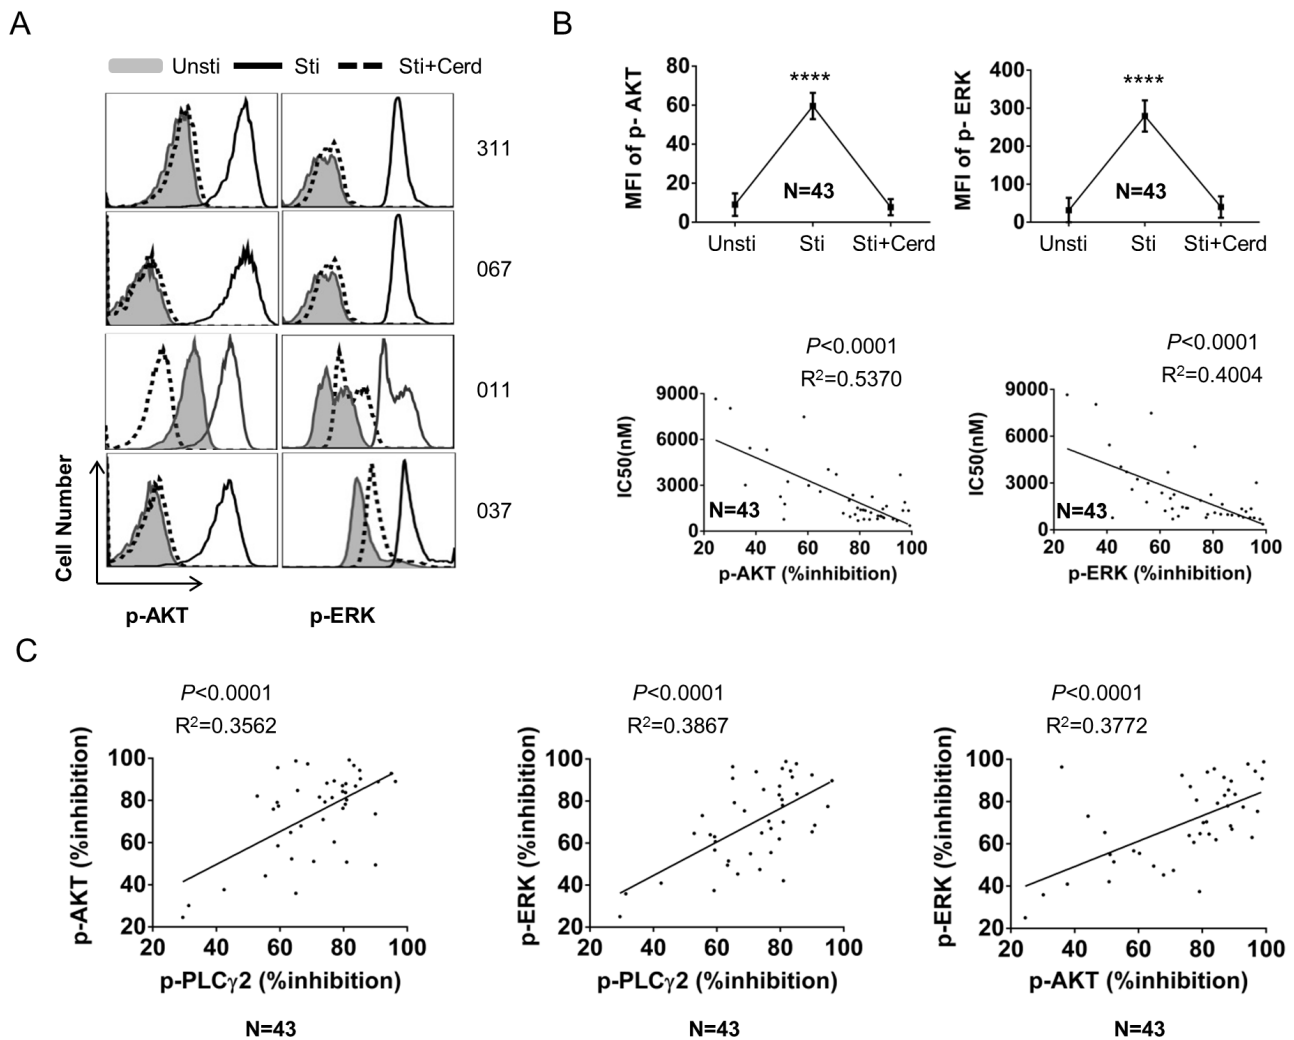 A
Unsti Sti Sti+Cerd
311
067
011
037
Cell Number
p-AKT p-ERK
B
MFI of p- AKT
80
60
40
20
0
****
N=43
Unsti Sti Sti+Cerd
MFI of p- ERK
400
300
200
100
0
****
N=43
Unsti Sti Sti+Cerd
P<0.0001
R²=0.5370
IC50(nM)
9000
6000
3000
0
N=43
20 40 60 80 100
p-AKT (%inhibition)
P<0.0001
R²=0.4004
IC50(nM)
9000
6000
3000
0
N=43
20 40 60 80 100
p-ERK (%inhibition)
C
P<0.0001
R²=0.3562
p-AKT (%inhibition)
100
80
60
40
20
20 40 60 80 100
p-PLCγ2 (%inhibition)
N=43
P<0.0001
R²=0.3867
p-ERK (%inhibition)
100
80
60
40
20
20 40 60 80 100
p-PLCγ2 (%inhibition)
N=43
P<0.0001
R²=0.3772
p-ERK (%inhibition)
100
80
60
40
20
20 40 60 80 100
p-AKT (%inhibition)
N=43